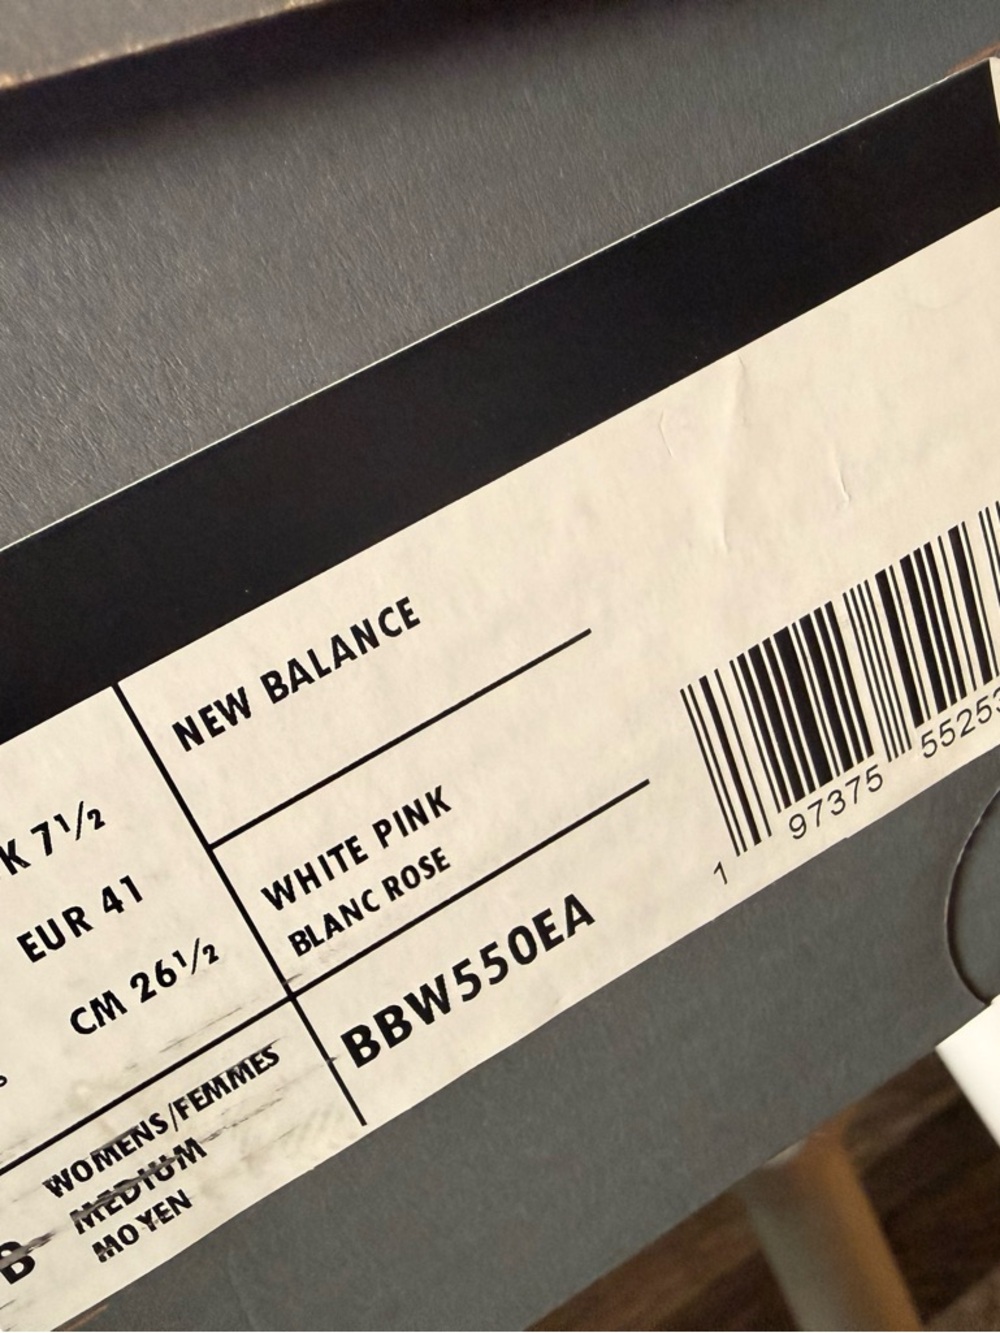 NEW BALANCE
K 7½
EUR 41
CM 26½
WHITE PINK
BLANC ROSE
BBW550EA
WOMENS/FEMMES
MEDIUM
MOYEN
B
1 97375 55253